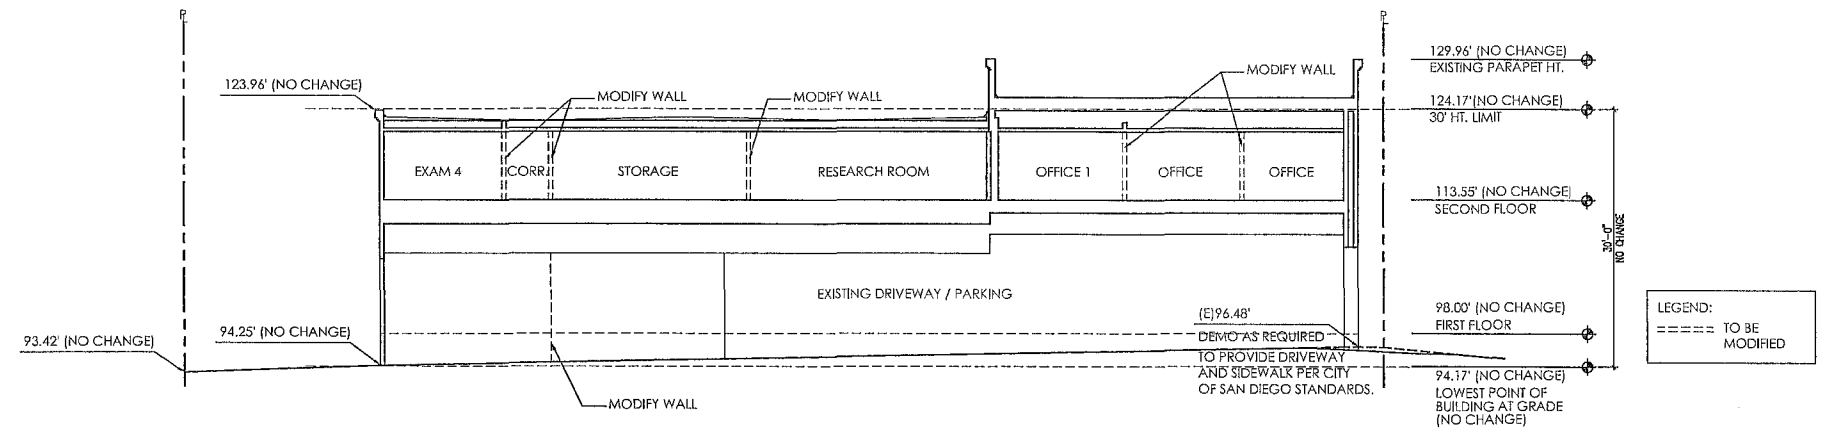 P
P
129.96' (NO CHANGE)
EXISTING PARAPET HT.
MODIFY WALL
123.96' (NO CHANGE)
MODIFY WALL
MODIFY WALL
124.17' (NO CHANGE)
30' HT. LIMIT
EXAM 4
CORR.
STORAGE
RESEARCH ROOM
OFFICE 1
OFFICE
OFFICE
113.55' (NO CHANGE)
SECOND FLOOR
30'-0"
NO CHANGE
EXISTING DRIVEWAY / PARKING
98.00' (NO CHANGE)
FIRST FLOOR
LEGEND:
TO BE
MODIFIED
93.42' (NO CHANGE)
94.25' (NO CHANGE)
(E)96.48'
DEMO AS REQUIRED
TO PROVIDE DRIVEWAY
AND SIDEWALK PER CITY
OF SAN DIEGO STANDARDS.
94.17' (NO CHANGE)
LOWEST POINT OF
BUILDING AT GRADE
(NO CHANGE)
MODIFY WALL